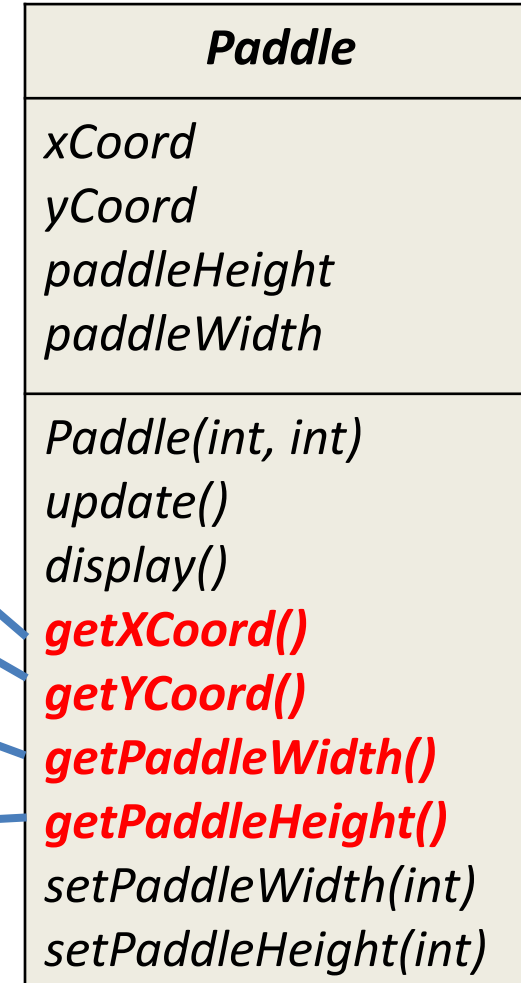 Paddle
xCoord
yCoord
paddleHeight
paddleWidth
Paddle(int, int)
update()
display()
getXCoord()
getYCoord()
getPaddleWidth()
getPaddleHeight()
setPaddleWidth(int)
setPaddleHeight(int)